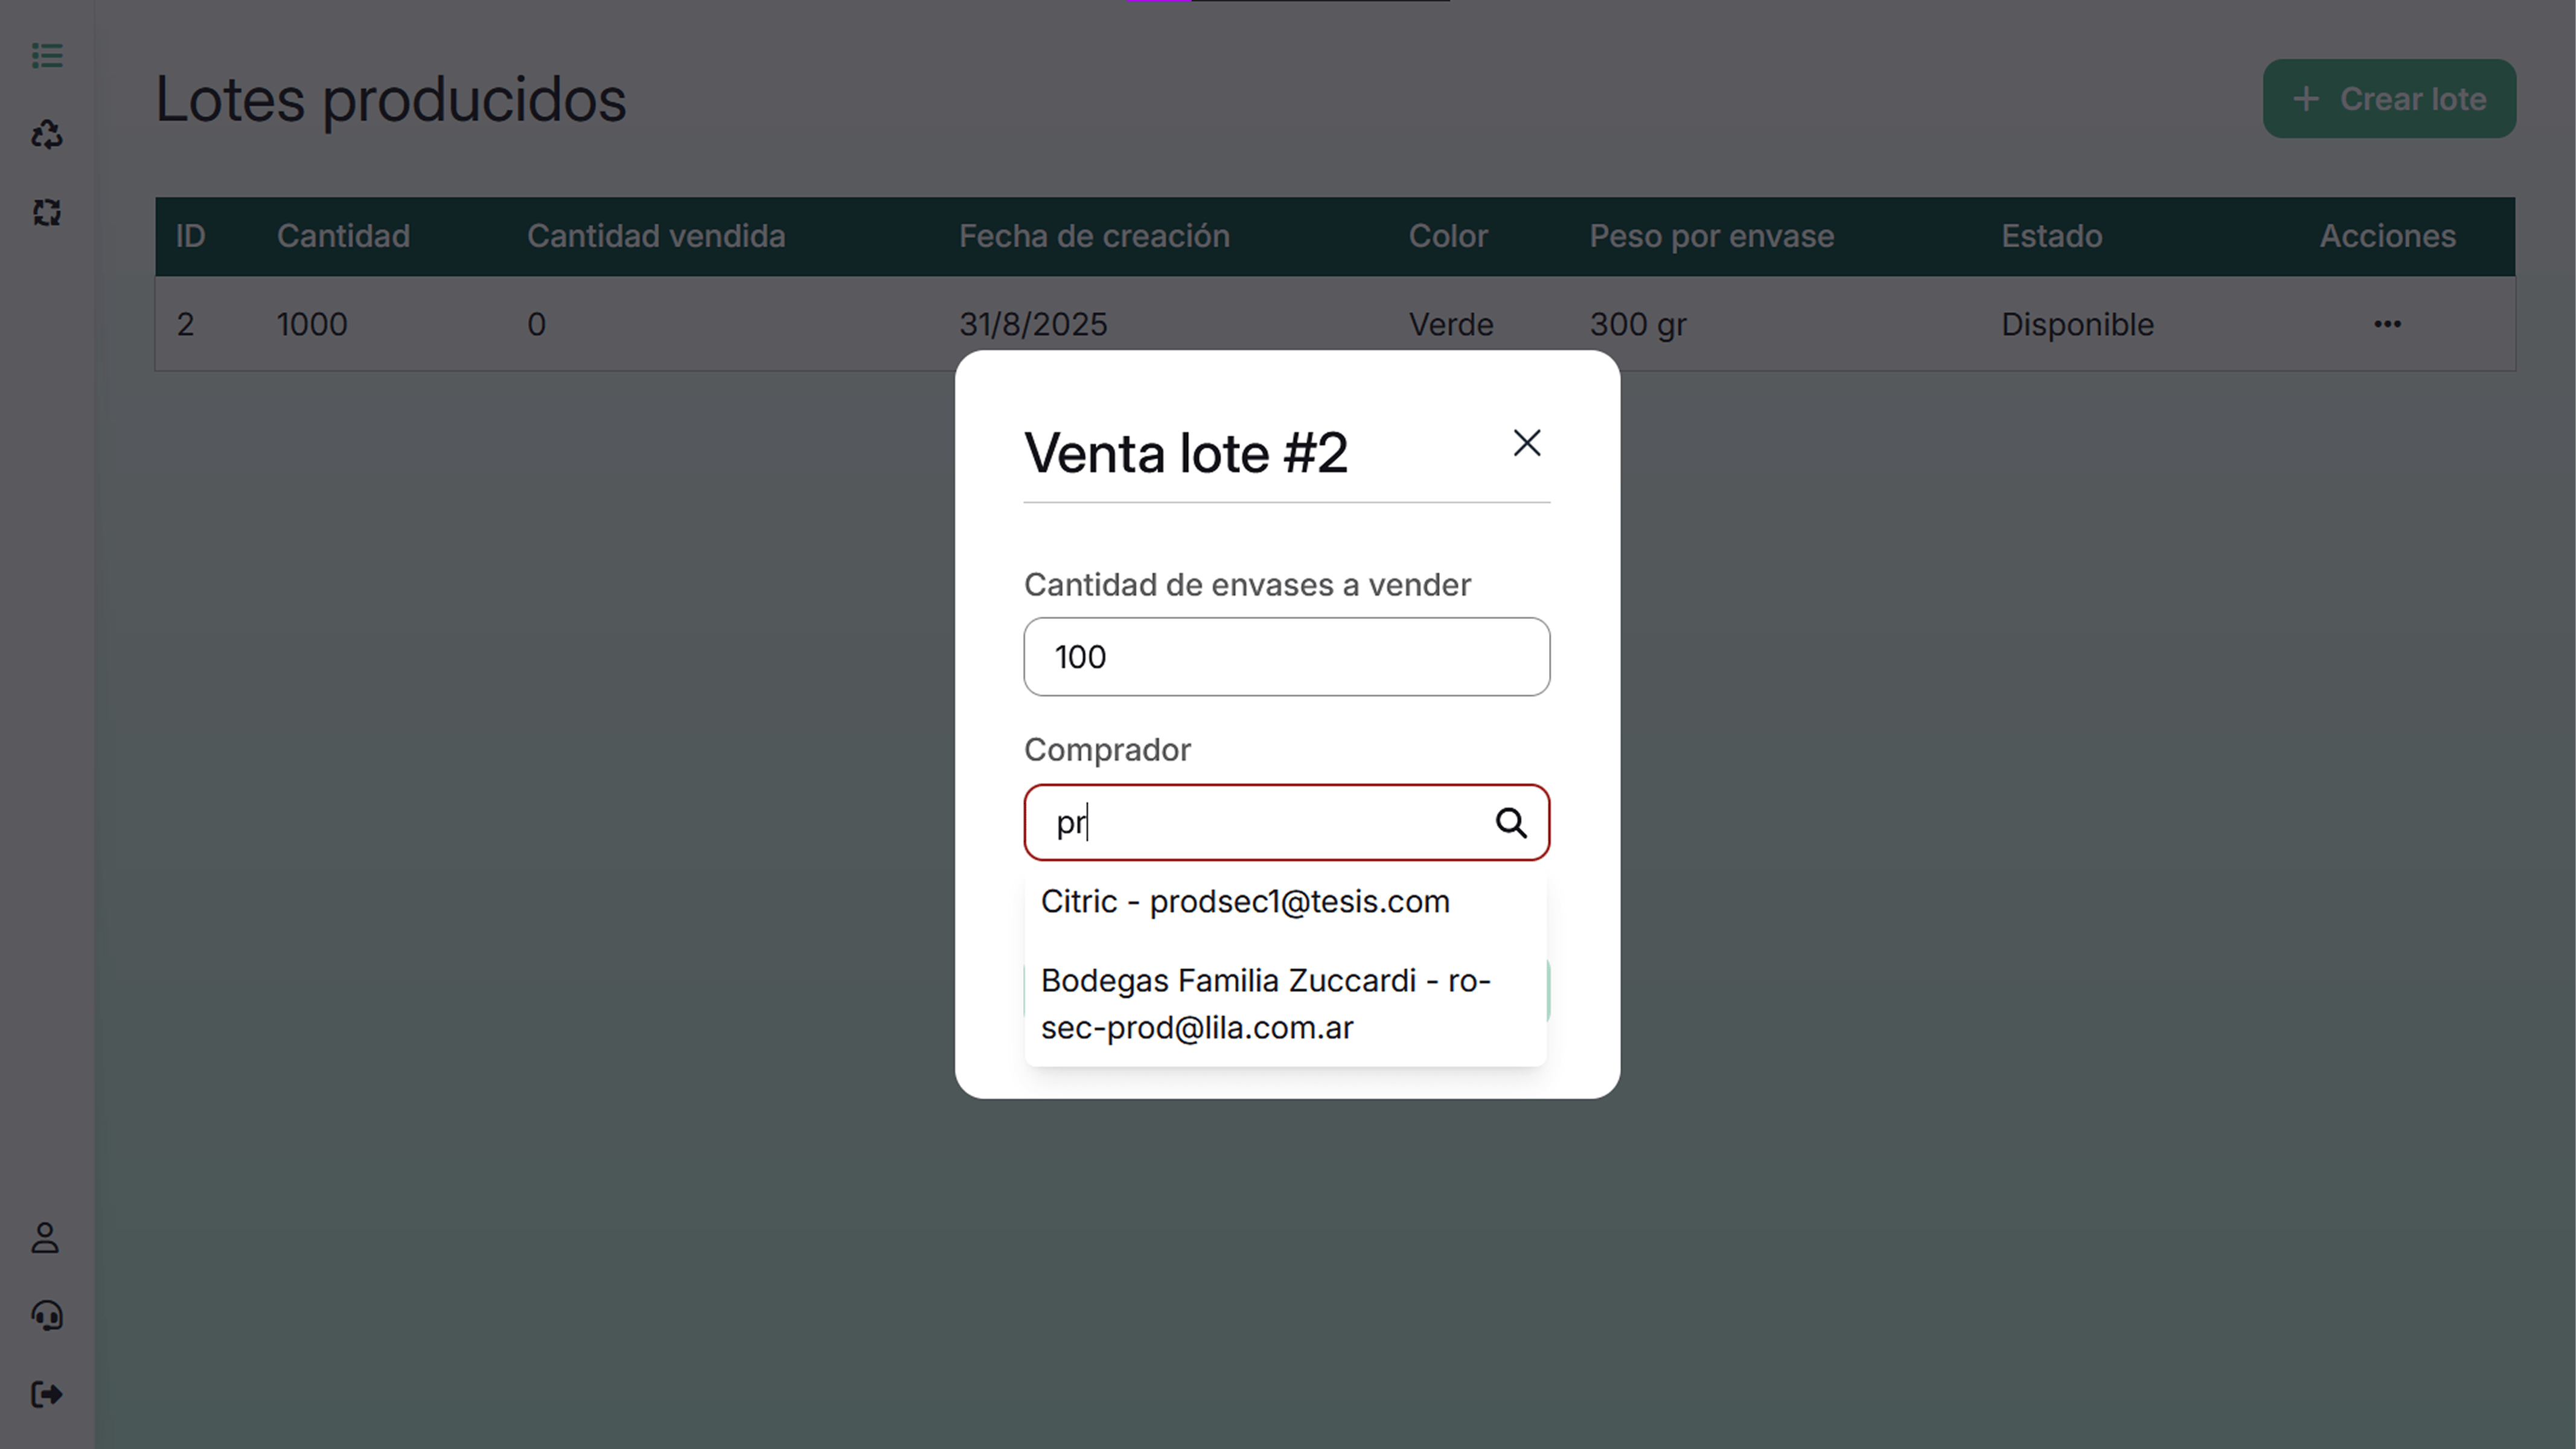 Lotes producidos
+ Crear lote
ID Cantidad Cantidad vendida Fecha de creación Color Peso por envase Estado Acciones
2 1000 0 31/8/2025 Verde 300 gr Disponible
Venta lote #2
Cantidad de envases a vender
100
Comprador
pr
Citric - prodsec1@tesis.com
Bodegas Familia Zuccardi - ro-
sec-prod@lila.com.ar